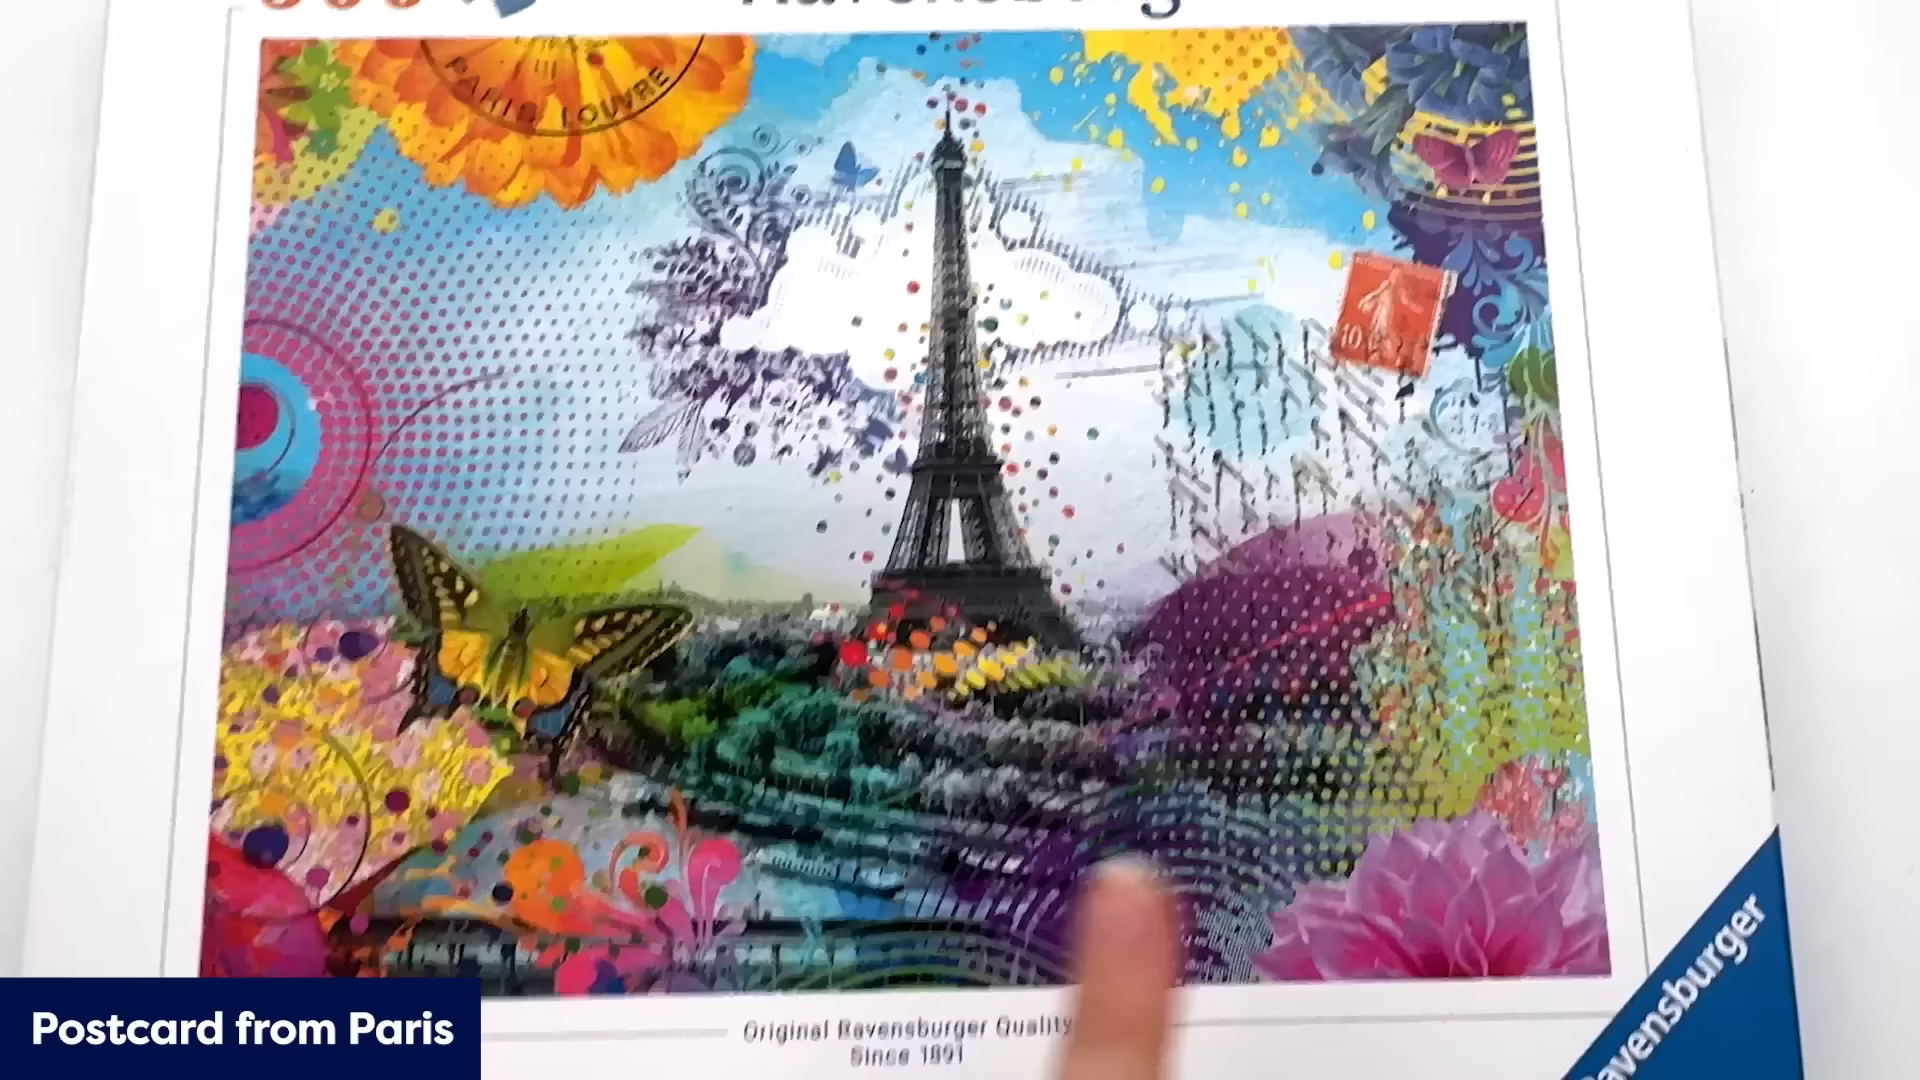 PARIS LOUVRE
10
Original Ravensburger Quality
Since 1891
Ravensburger
Postcard from Paris